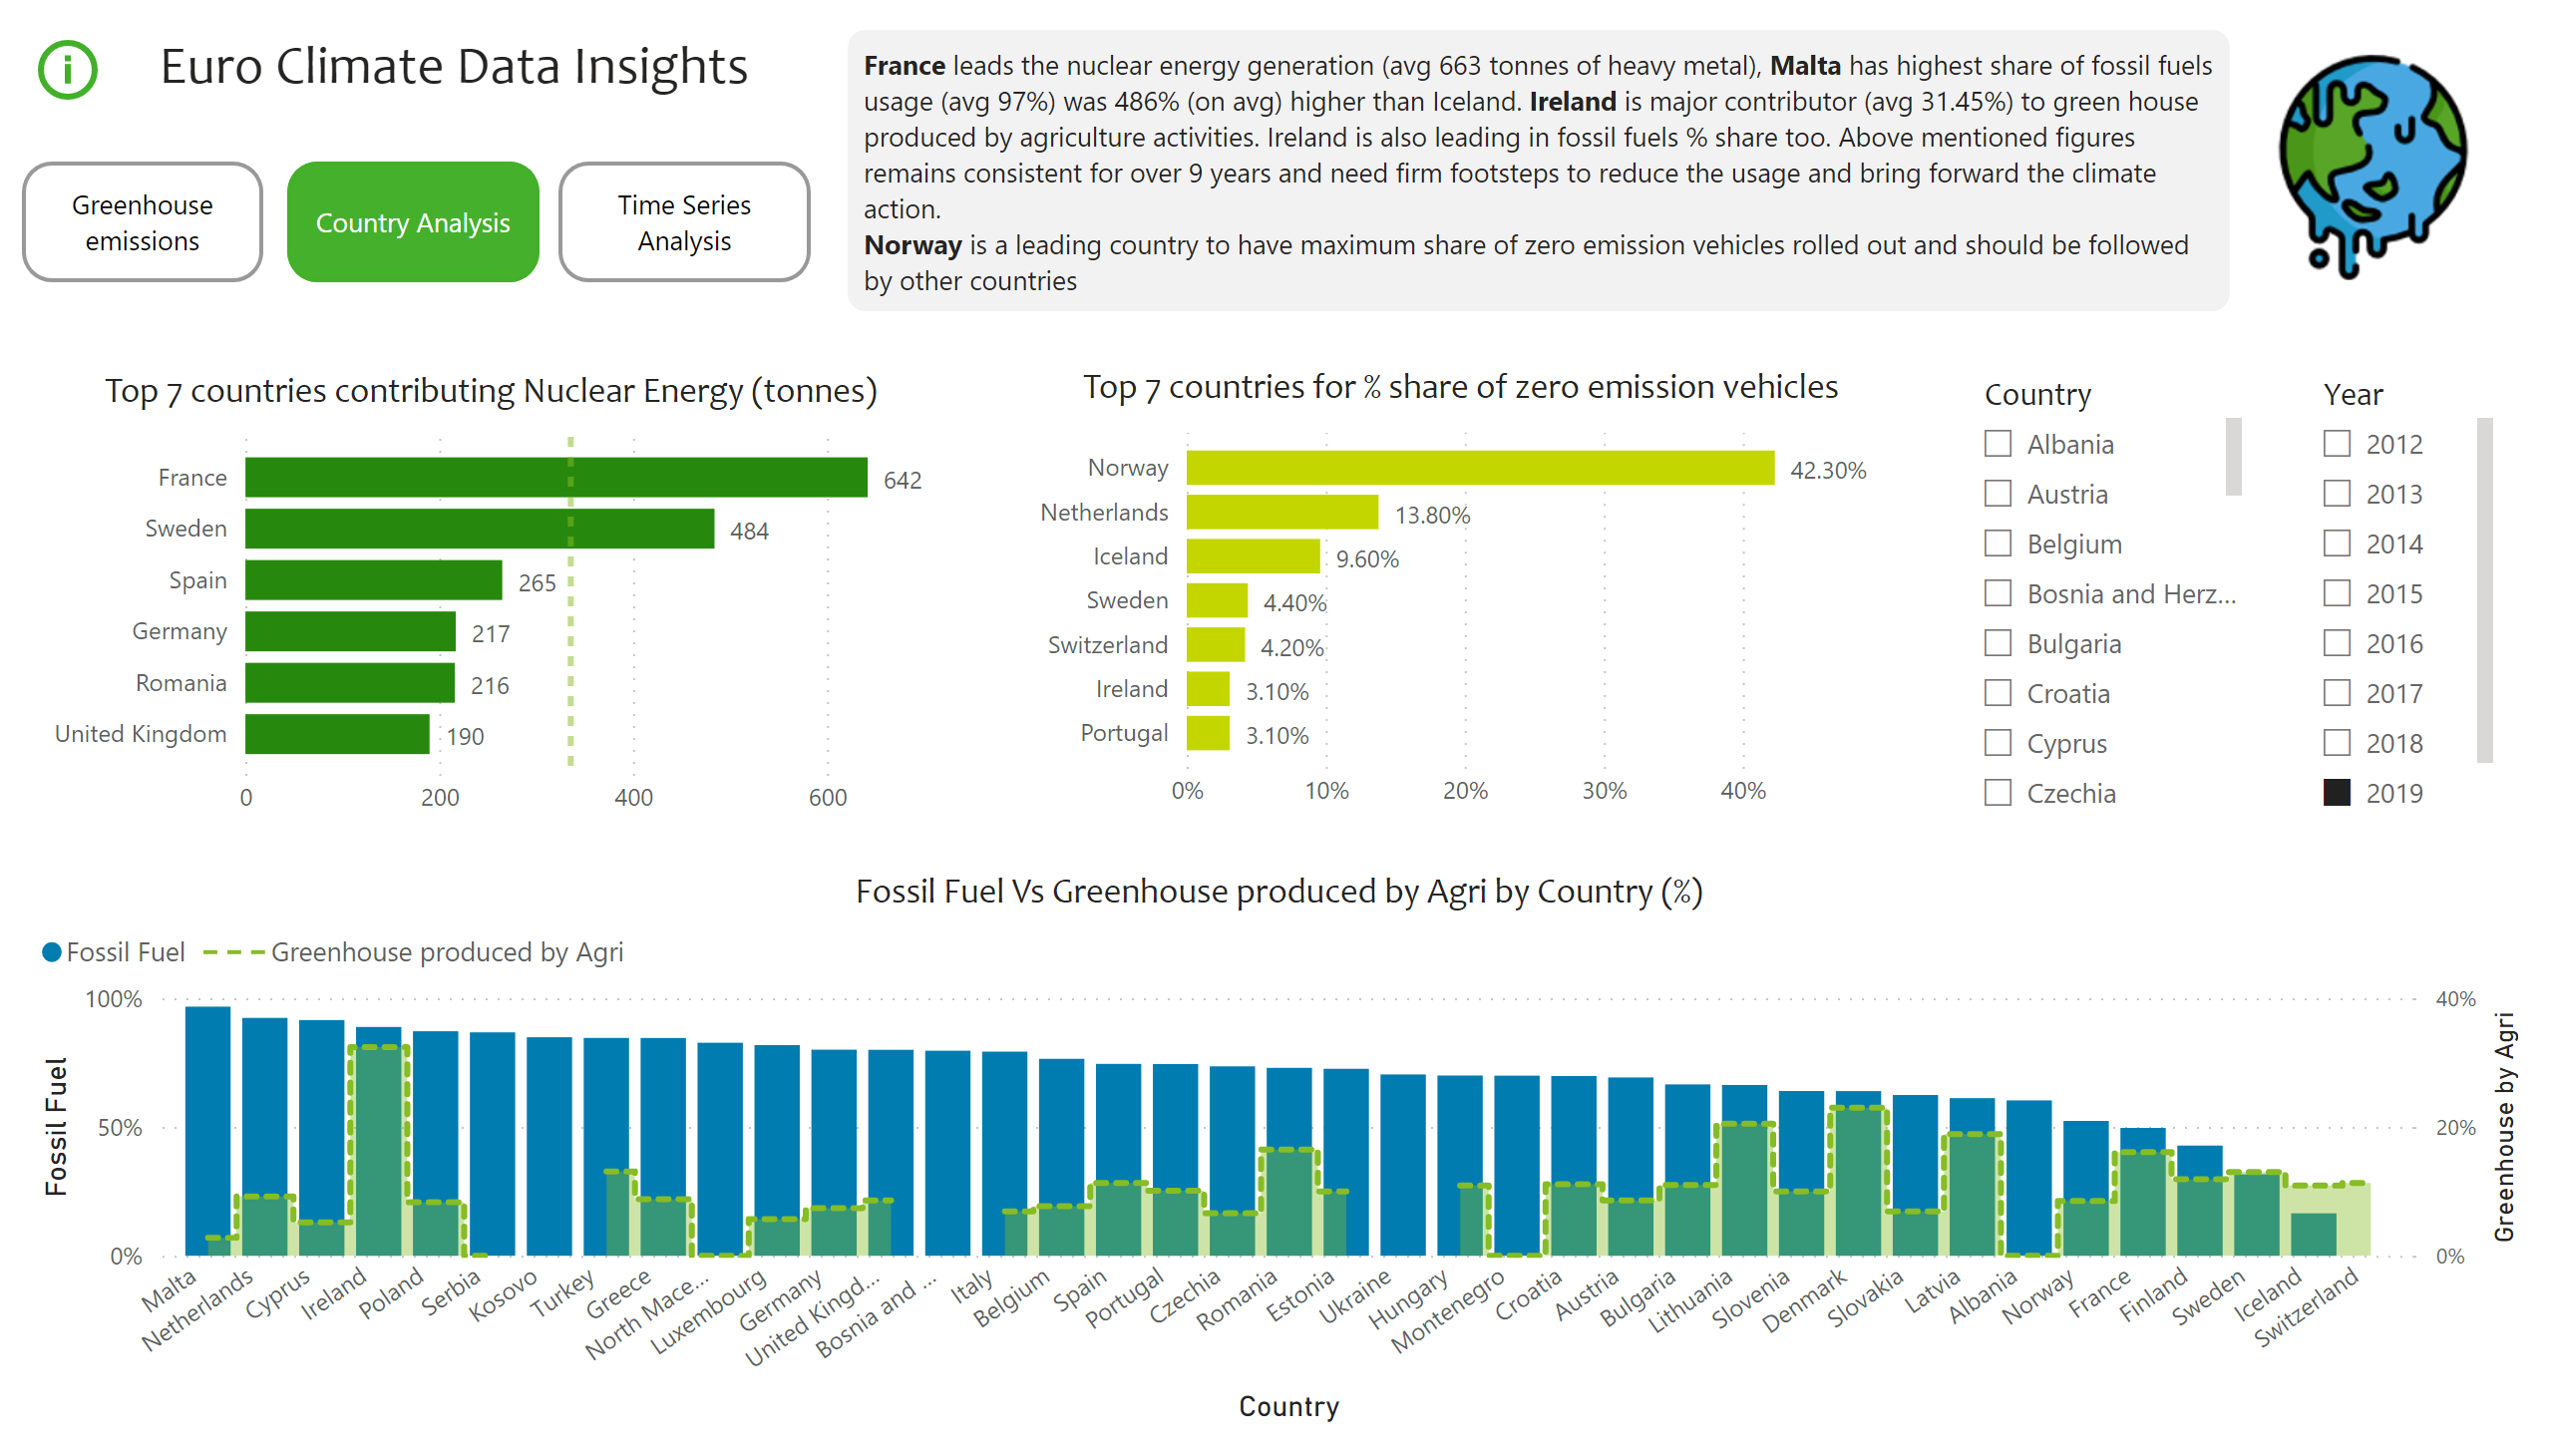 i
Euro Climate Data Insights
Greenhouse
emissions
Country Analysis
Time Series
Analysis
France leads the nuclear energy generation (avg 663 tonnes of heavy metal), Malta has highest share of fossil fuels
usage (avg 97%) was 486% (on avg) higher than Iceland. Ireland is major contributor (avg 31.45%) to green house
produced by agriculture activities. Ireland is also leading in fossil fuels % share too. Above mentioned figures
remains consistent for over 9 years and need firm footsteps to reduce the usage and bring forward the climate
action.
Norway is a leading country to have maximum share of zero emission vehicles rolled out and should be followed
by other countries
Top 7 countries contributing Nuclear Energy (tonnes)
France 642
Sweden 484
Spain 265
Germany 217
Romania 216
United Kingdom 190
0 200 400 600
Top 7 countries for % share of zero emission vehicles
Norway 42.30%
Netherlands 13.80%
Iceland 9.60%
Sweden 4.40%
Switzerland 4.20%
Ireland 3.10%
Portugal 3.10%
0% 10% 20% 30% 40%
Country
Albania
Austria
Belgium
Bosnia and Herz...
Bulgaria
Croatia
Cyprus
Czechia
Year
2012
2013
2014
2015
2016
2017
2018
2019
Fossil Fuel Vs Greenhouse produced by Agri by Country (%)
Fossil Fuel Greenhouse produced by Agri
Fossil Fuel
100%
50%
0%
40%
20%
0%
Greenhouse by Agri
Malta
Netherlands
Cyprus
Ireland
Poland
Serbia
Kosovo
Turkey
Greece
North Mace...
Luxembourg
Germany
United Kingd...
Bosnia and ...
Italy
Belgium
Spain
Portugal
Czechia
Romania
Estonia
Ukraine
Hungary
Montenegro
Croatia
Austria
Bulgaria
Lithuania
Slovenia
Denmark
Slovakia
Latvia
Albania
Norway
France
Finland
Sweden
Iceland
Switzerland
Country